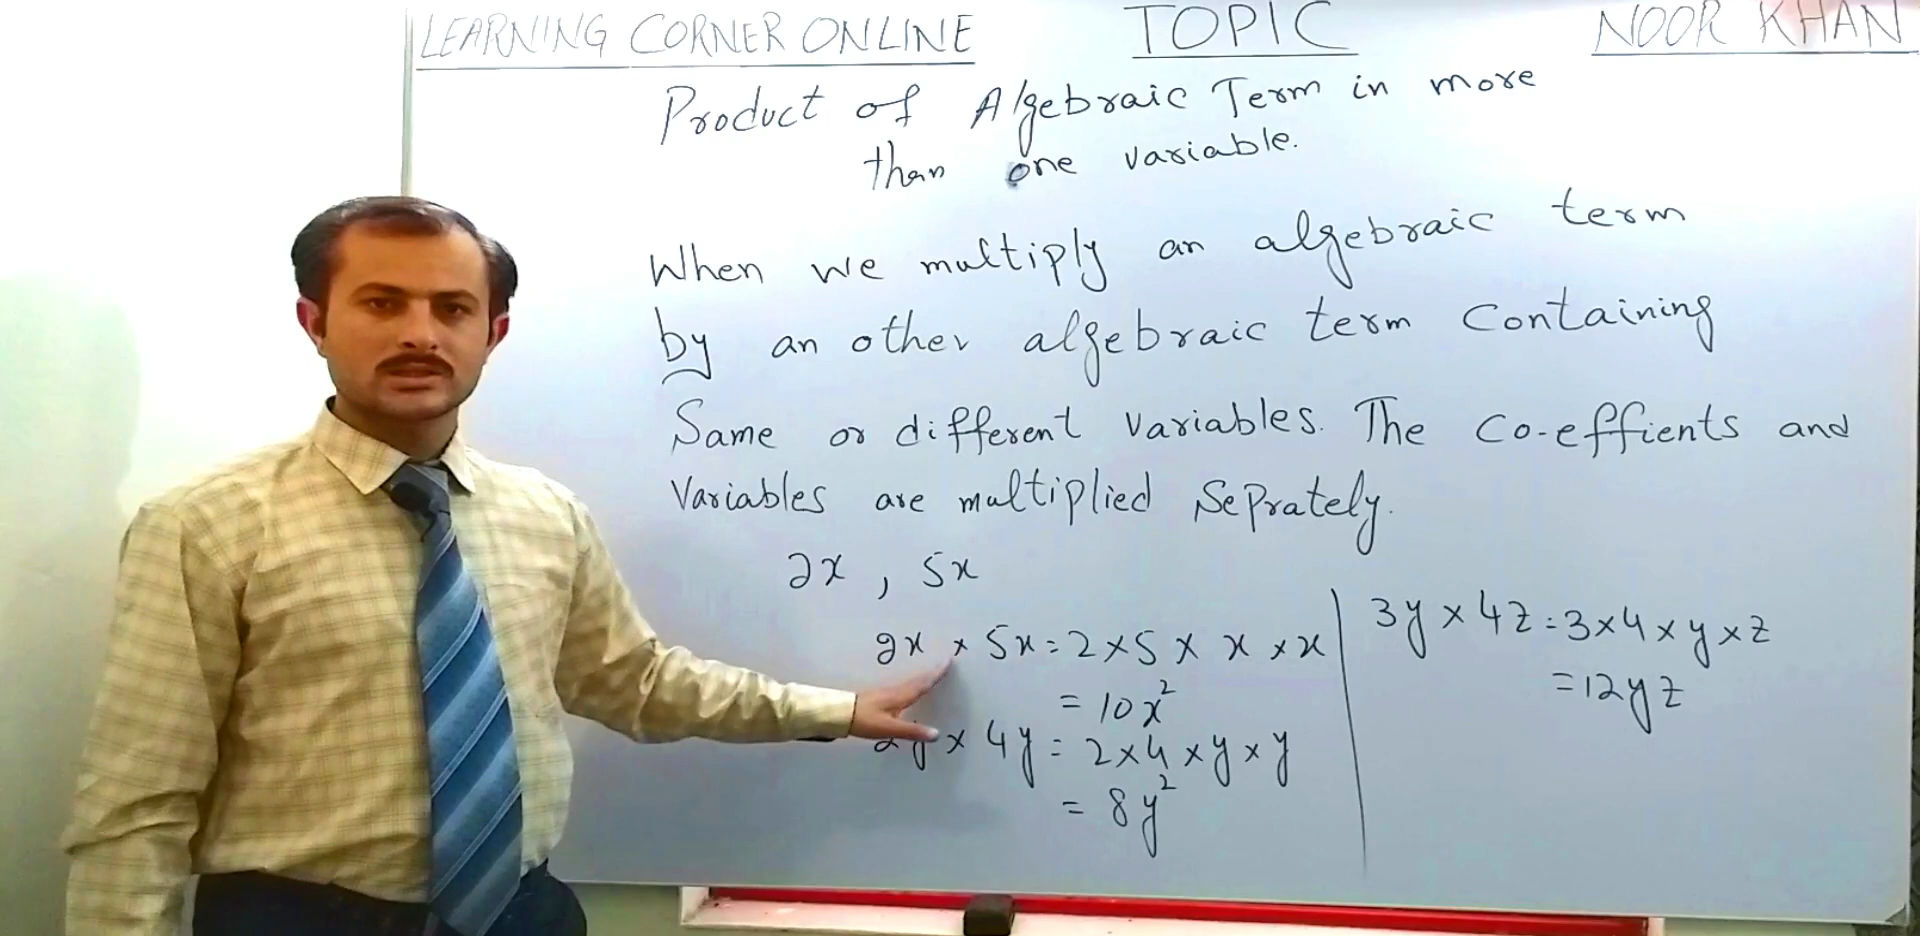 LEARNING CORNER ONLINE TOPIC NOOR KHAN
Product of Algebraic Term in more
than one variable.
When we multiply an algebraic term
by an other algebraic term Containing
Same or different variables. The Co-effients and
Variables are multiplied Seprately.
2x , 5x
2x × 5x = 2×5 × x × x
= 10x²
2y × 4y = 2×4×y×y
= 8y²
3y × 4z = 3×4×y×z
= 12yz